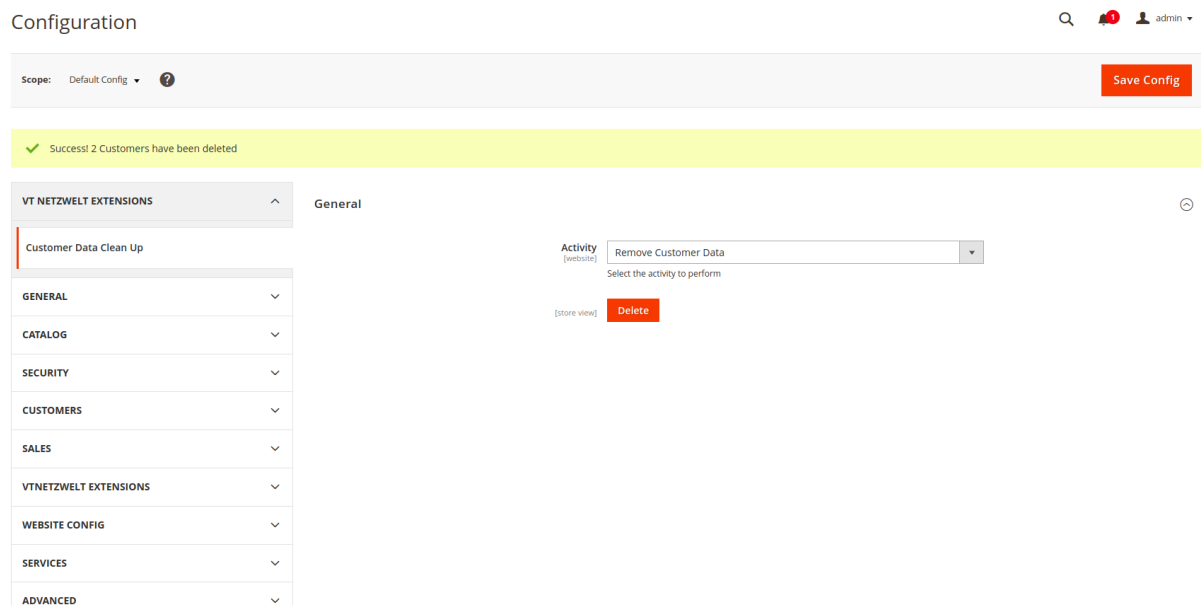 Configuration
1
admin
Scope: Default Config ?
Save Config
Success! 2 Customers have been deleted
VT NETZWELT EXTENSIONS
Customer Data Clean Up
GENERAL
CATALOG
SECURITY
CUSTOMERS
SALES
VTNETZWELT EXTENSIONS
WEBSITE CONFIG
SERVICES
ADVANCED
General
Activity
[website]
Remove Customer Data
Select the activity to perform
[store view]
Delete